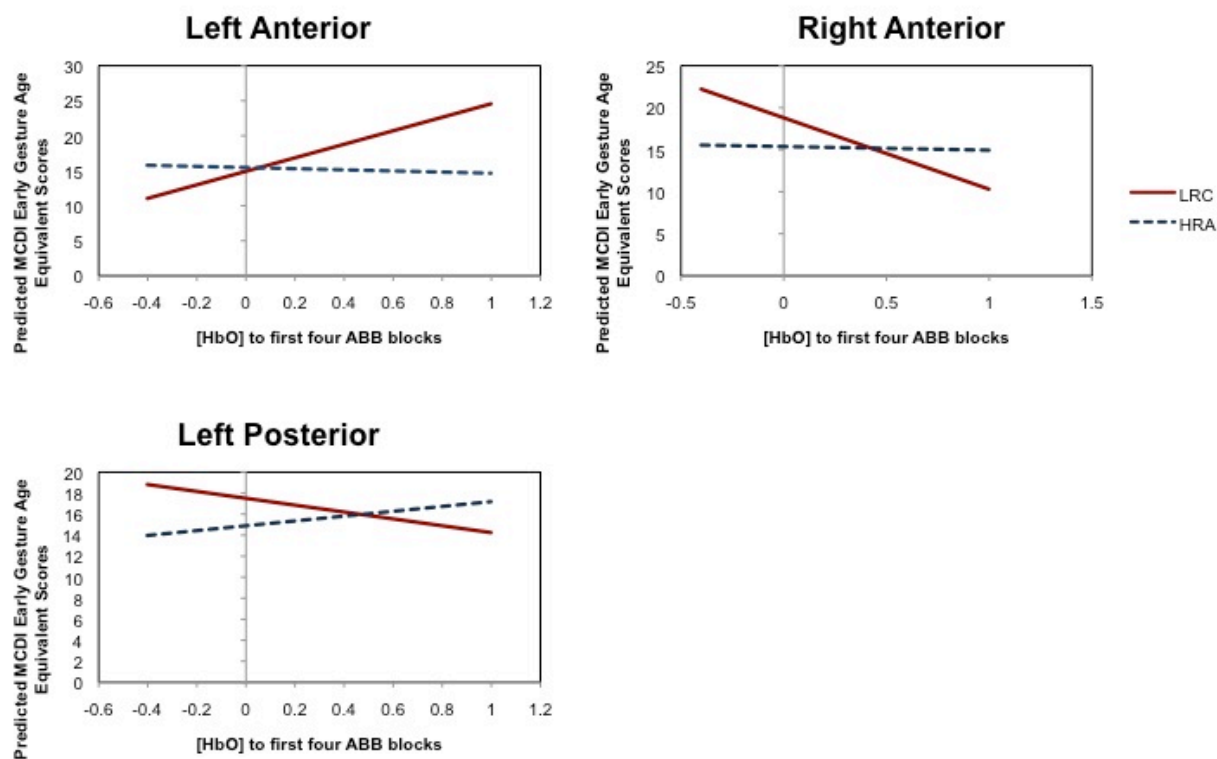 Left Anterior
Predicted MCDI Early Gesture Age
Equivalent Scores
30
25
20
15
10
5
0
-0.6 -0.4 -0.2 0 0.2 0.4 0.6 0.8 1 1.2
[HbO] to first four ABB blocks
Right Anterior
Predicted MCDI Early Gesture Age
Equivalent Scores
25
20
15
10
5
0
-0.5 0 0.5 1 1.5
[HbO] to first four ABB blocks
LRC
HRA
Left Posterior
Predicted MCDI Early Gesture Age
Equivalent Scores
20
18
16
14
12
10
8
6
4
2
0
-0.6 -0.4 -0.2 0 0.2 0.4 0.6 0.8 1 1.2
[HbO] to first four ABB blocks